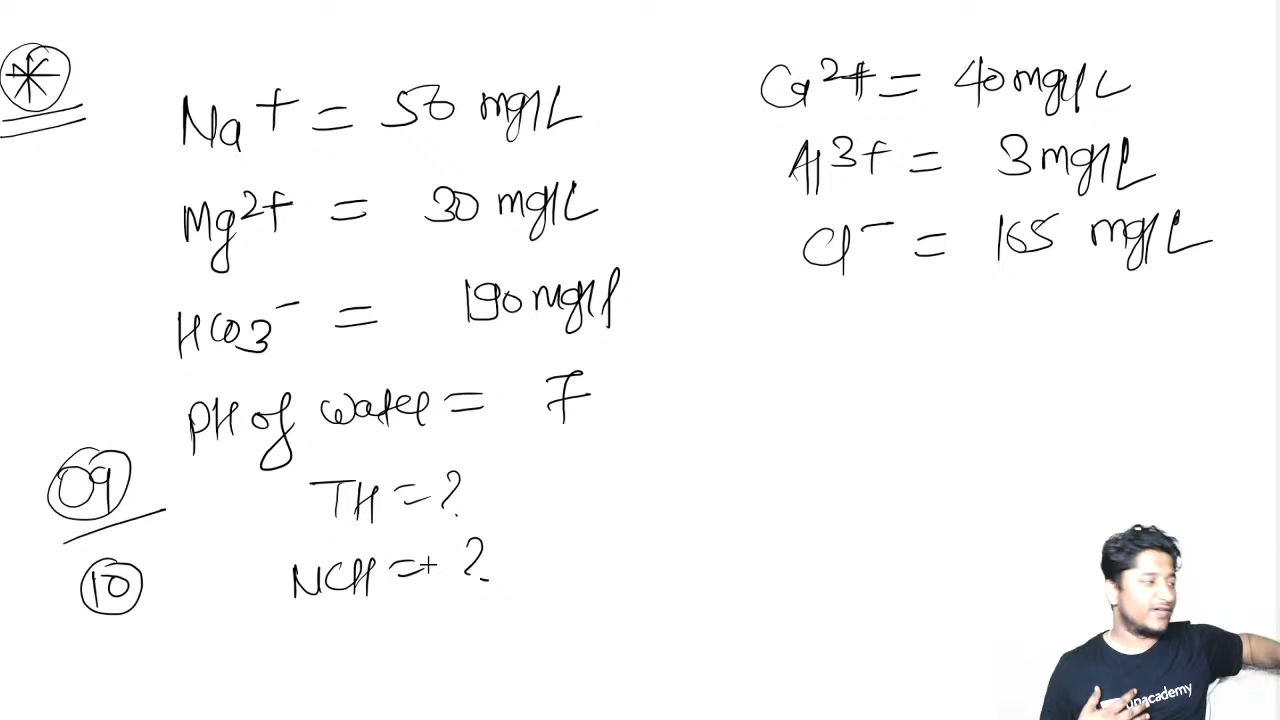 Na+ = 56 mg/L
Mg2+ = 30 mg/L
HCO3- = 190 mg/l
PH of water = 7
TH = ?
NCH = + ?
09
10
Ca2+ = 40 mg/L
Al3+ = 3 mg/L
Cl- = 165 mg/L
unacademy